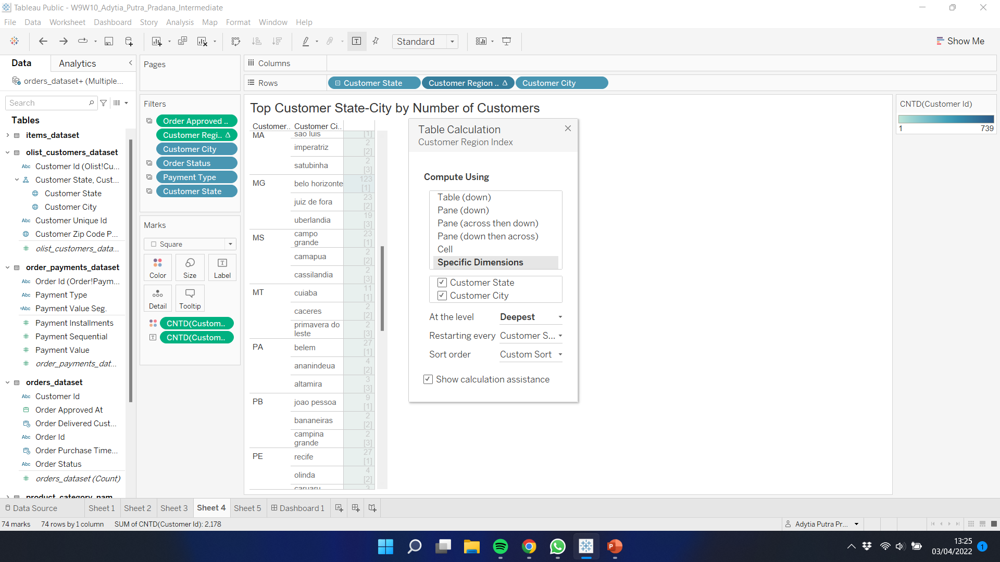 Tableau Public - W9W10_Adytia_Putra_Pradana_Intermediate
File Data Worksheet Dashboard Story Analysis Map Format Window Help
Standard
Show Me
Data Analytics
orders_dataset+ (Multiple...
Search
Tables
items_dataset
olist_customers_dataset
Abc Customer Id (Olist!Cu...
Customer State, Cust...
Customer State
Customer City
Abc Customer Unique Id
Customer Zip Code P...
# olist_customers_data...
order_payments_dataset
Abc Order Id (Order!Paym...
Abc Payment Type
=Abc Payment Value Seg.
# Payment Installments
# Payment Sequential
# Payment Value
# order_payments_dat...
orders_dataset
Abc Customer Id
Order Approved At
Order Delivered Cust...
Abc Order Id
Order Purchase Time...
Abc Order Status
# orders_dataset (Count)
product_category_nam
Pages
Filters
Order Approved ..
Customer Regi.. Δ
Customer City
Order Status
Payment Type
Customer State
Marks
Square
Color Size Label
Detail Tooltip
CNTD(Custom..
CNTD(Custom..
Columns
Rows
Customer State
Customer Region .. Δ
Customer City
Top Customer State-City by Number of Customers
Customer.. Customer Ci..
MA sao luis [1]
imperatriz 2 [2]
satubinha 2 [3]
MG belo horizonte 123 [1]
juiz de fora 23 [2]
uberlandia 19 [3]
MS campo grande 23 [1]
camapua 2 [2]
cassilandia 2 [3]
MT cuiaba 11 [1]
caceres 2 [2]
primavera do leste 2 [3]
PA belem 27 [1]
ananindeua 4 [2]
altamira 3 [3]
PB joao pessoa 9 [1]
bananeiras 2 [2]
campina grande 2 [3]
PE recife 27 [1]
olinda 4 [2]
caruaru 3
Table Calculation
Customer Region Index
Compute Using
Table (down)
Pane (down)
Pane (across then down)
Pane (down then across)
Cell
Specific Dimensions
Customer State
Customer City
At the level Deepest
Restarting every Customer S...
Sort order Custom Sort
Show calculation assistance
CNTD(Customer Id)
1 739
Data Source Sheet 1 Sheet 2 Sheet 3 Sheet 4 Sheet 5 Dashboard 1
74 marks 74 rows by 1 column SUM of CNTD(Customer Id): 2,178
Adytia Putra Pr...
13:25
03/04/2022
1